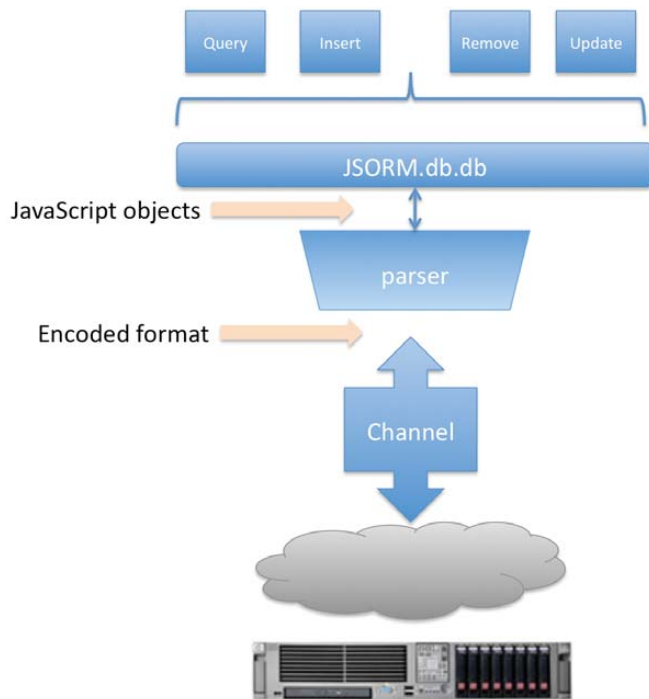 Query
Insert
Remove
Update
JSORM.db.db
JavaScript objects
parser
Encoded format
Channel